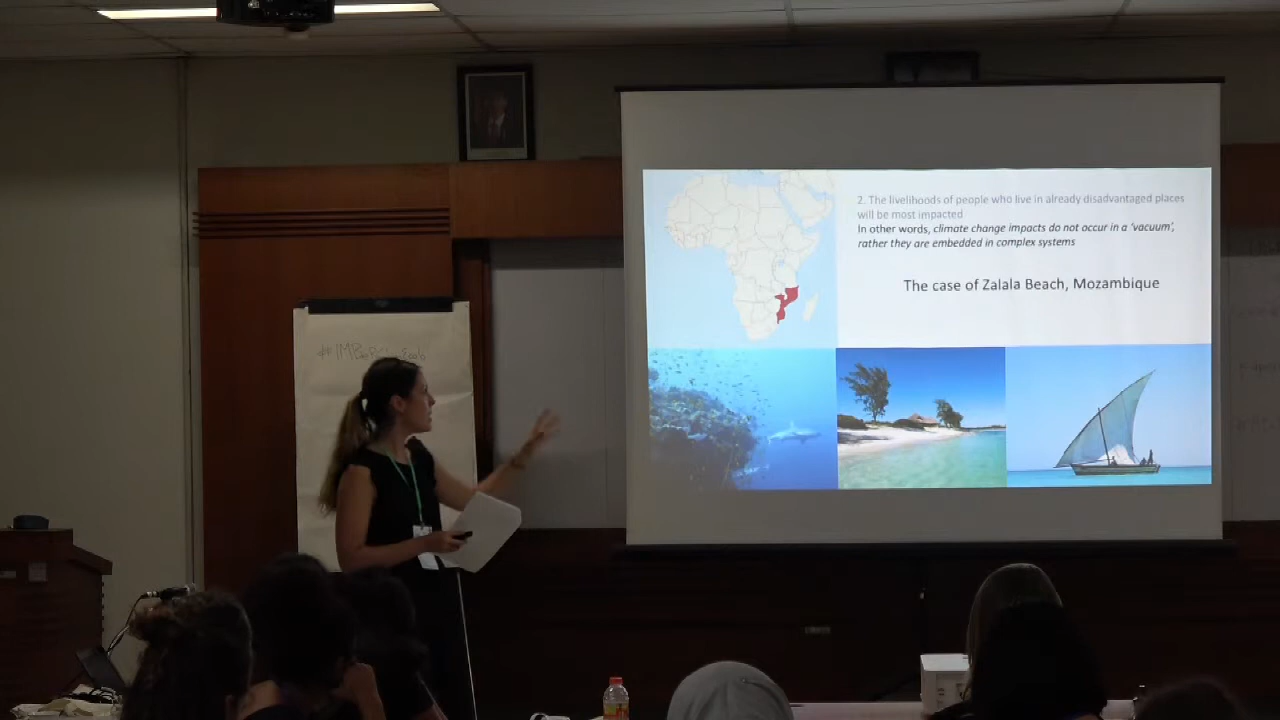 2. The livelihoods of people who live in already disadvantaged places
will be most impacted
In other words, climate change impacts do not occur in a 'vacuum',
rather they are embedded in complex systems
The case of Zalala Beach, Mozambique